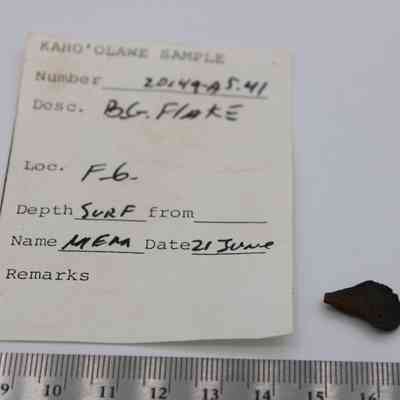 KAHO'OLAWE SAMPLE
Number 20149-A5.41
Desc. B.G. FLAKE
Loc. F-6.
Depth SURF from
Name MEM Date 21 June
Remarks
9 10 11 12 13 14 15 16